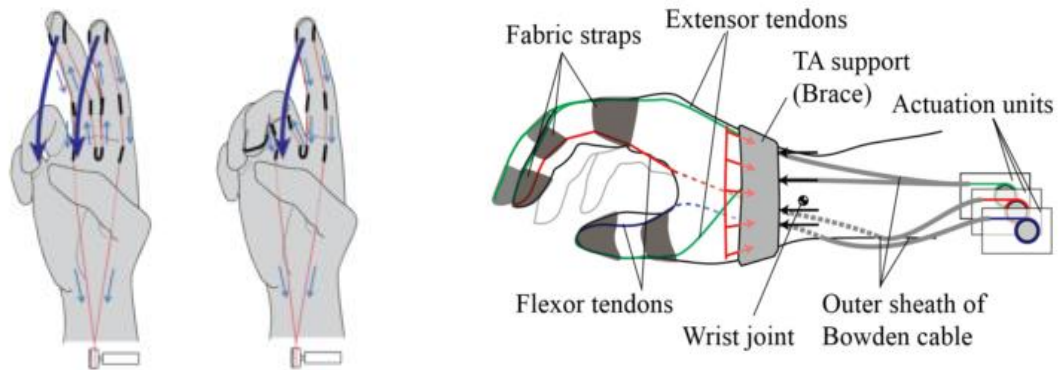 Fabric straps
Extensor tendons
TA support
(Brace)
Actuation units
Flexor tendons
Wrist joint
Outer sheath of
Bowden cable